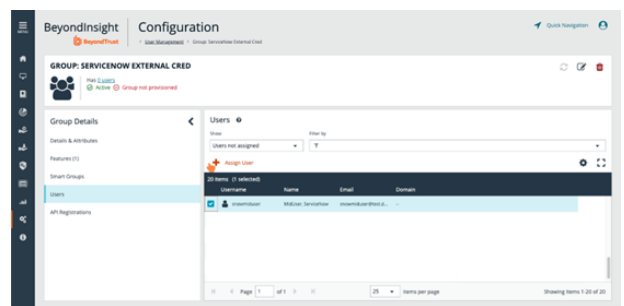 MENU
BeyondInsight
BeyondTrust
Configuration
User Management
Group: ServiceNow External Cred
Quick Navigation
GROUP: SERVICENOW EXTERNAL CRED
Has 0 users
Active
Group not provisioned
Group Details
Details & Attributes
Features (1)
Smart Groups
Users
API Registrations
Users
Show
Filter by
Users not assigned
Assign User
20 items (1 selected)
Username Name Email Domain
snowmiduser MidUser, ServiceNow snowmiduser@test.d... --
Page 1 of 1
25 items per page
Showing items 1-20 of 20